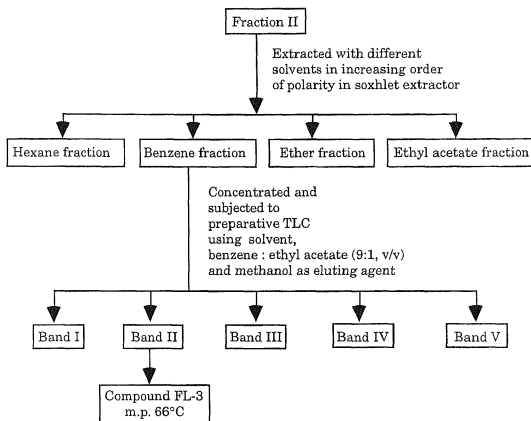 Fraction II
Extracted with different
solvents in increasing order
of polarity in soxhlet extractor
Hexane fraction
Benzene fraction
Ether fraction
Ethyl acetate fraction
Concentrated and
subjected to
preparative TLC
using solvent,
benzene : ethyl acetate (9:1, v/v)
and methanol as eluting agent
Band I
Band II
Band III
Band IV
Band V
Compound FL-3
m.p. 66°C